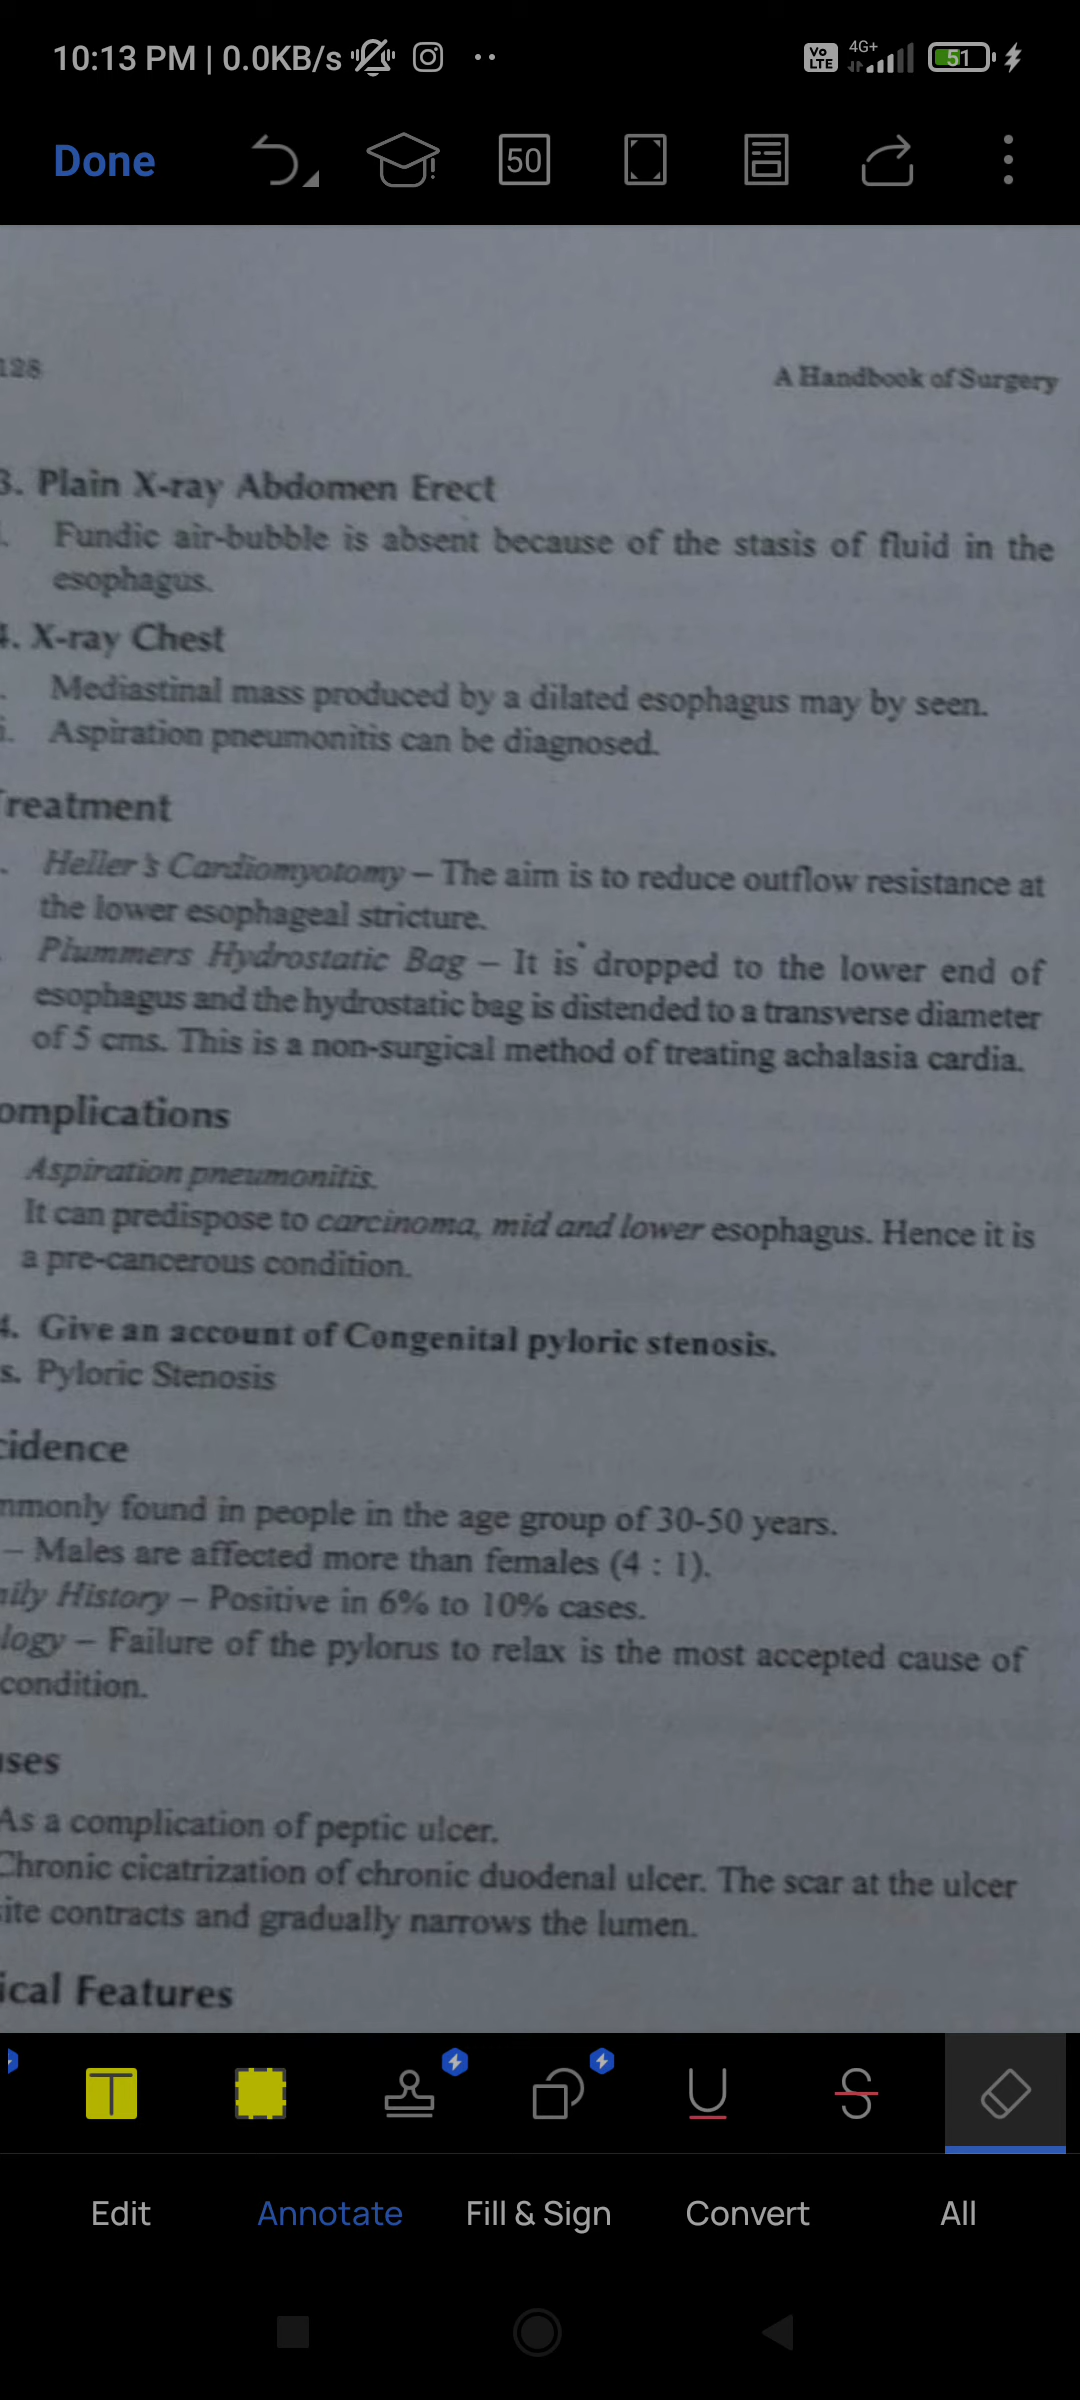 10:13 PM | 0.0KB/s
Vo LTE 4G+ 51
Done
50
128 A Handbook of Surgery
3. Plain X-ray Abdomen Erect
Fundic air-bubble is absent because of the stasis of fluid in the
esophagus.
4. X-ray Chest
Mediastinal mass produced by a dilated esophagus may by seen.
i. Aspiration pneumonitis can be diagnosed.
reatment
Heller's Cardiomyotomy – The aim is to reduce outflow resistance at
the lower esophageal stricture.
Plummers Hydrostatic Bag – It is dropped to the lower end of
esophagus and the hydrostatic bag is distended to a transverse diameter
of 5 cms. This is a non-surgical method of treating achalasia cardia.
omplications
Aspiration pneumonitis.
It can predispose to carcinoma, mid and lower esophagus. Hence it is
a pre-cancerous condition.
4. Give an account of Congenital pyloric stenosis.
s. Pyloric Stenosis
cidence
mmonly found in people in the age group of 30-50 years.
– Males are affected more than females (4 : 1).
ily History – Positive in 6% to 10% cases.
logy – Failure of the pylorus to relax is the most accepted cause of
condition.
ses
As a complication of peptic ulcer.
Chronic cicatrization of chronic duodenal ulcer. The scar at the ulcer
site contracts and gradually narrows the lumen.
ical Features
T U S
Edit Annotate Fill & Sign Convert All